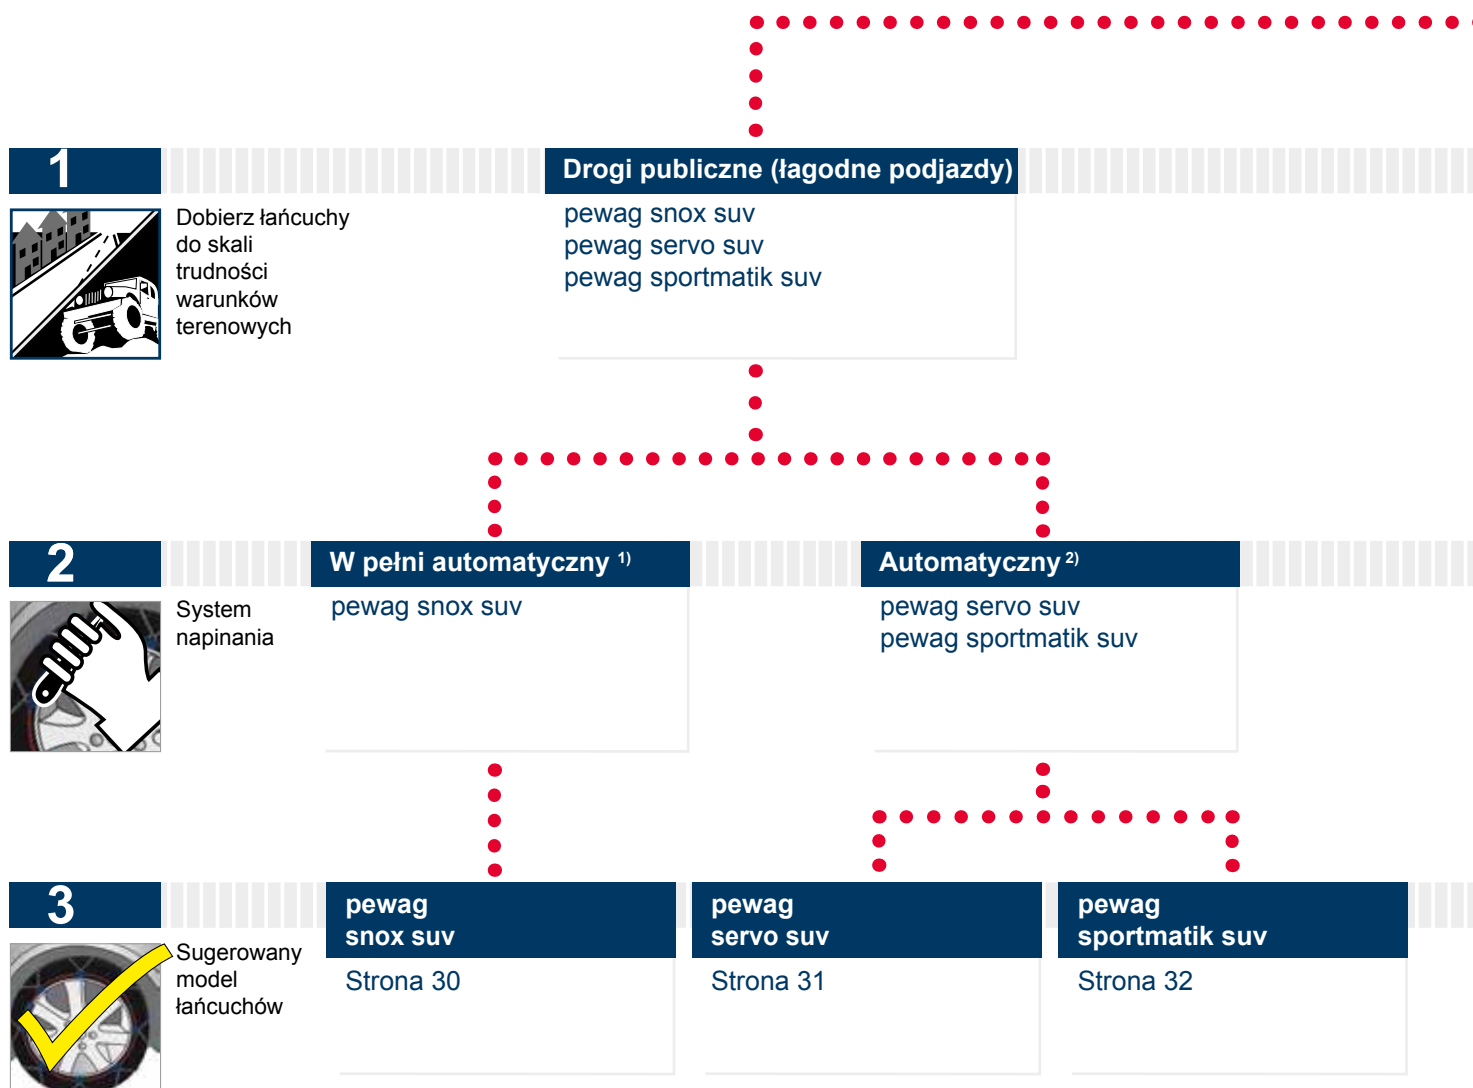 1
Drogi publiczne (łagodne podjazdy)
Dobierz łańcuchy
do skali
trudności
warunków
terenowych
pewag snox suv
pewag servo suv
pewag sportmatik suv
2
W pełni automatyczny 1)
Automatyczny 2)
System
napinania
pewag snox suv
pewag servo suv
pewag sportmatik suv
3
pewag
snox suv
pewag
servo suv
pewag
sportmatik suv
Sugerowany
model
łańcuchów
Strona 30
Strona 31
Strona 32